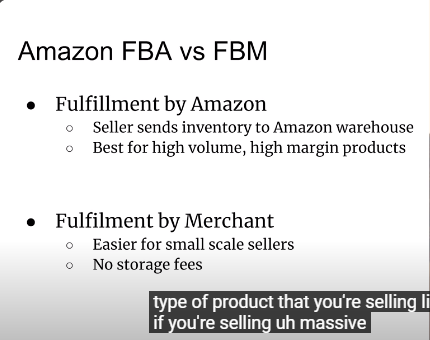 Amazon FBA vs FBM
● Fulfillment by Amazon
○ Seller sends inventory to Amazon warehouse
○ Best for high volume, high margin products
● Fulfilment by Merchant
○ Easier for small scale sellers
○ No storage fees
type of product that you're selling li
if you're selling uh massive